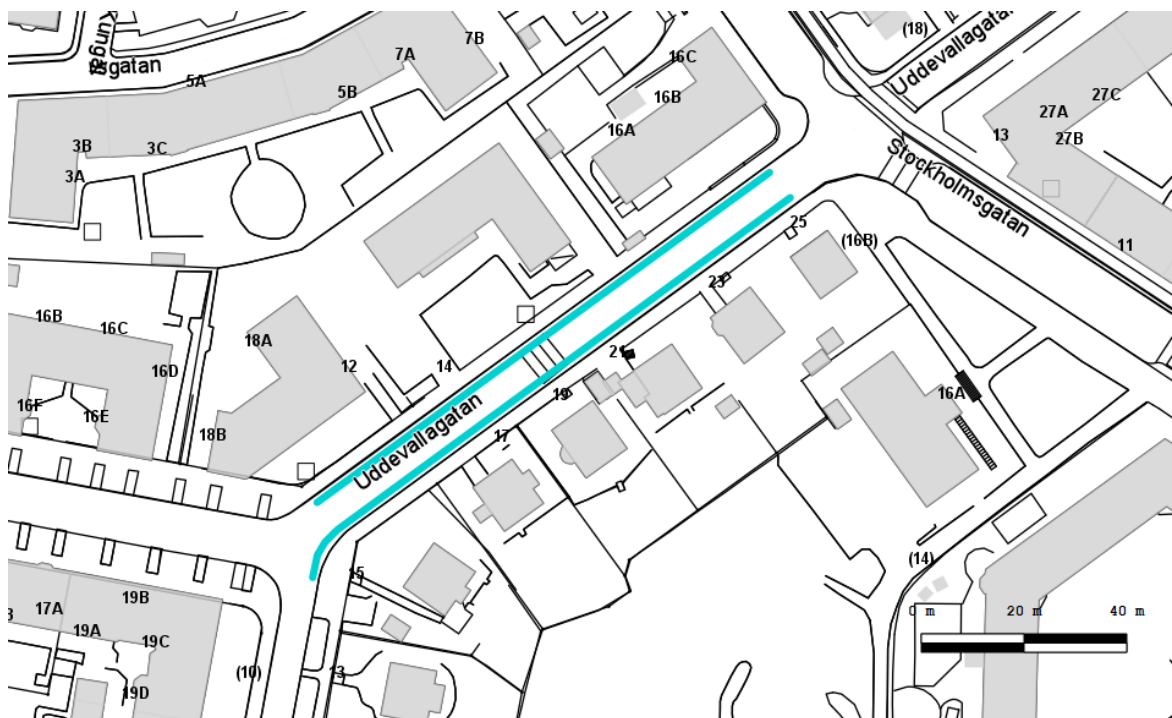 7B
(18)
Kungs
gatan
7A
16C
Uddevallagatan
5A
5B
16B
27C
27A
16A
13
27B
3B
3C
Stockholmsgatan
3A
25
(16B)
11
23
16B
16C
18A
21
12
14
16D
16A
19
16F
16E
Uddevallagatan
18B
17
(14)
15
19B
17A
0 m
20 m
40 m
19A
19C
(10)
13
19D